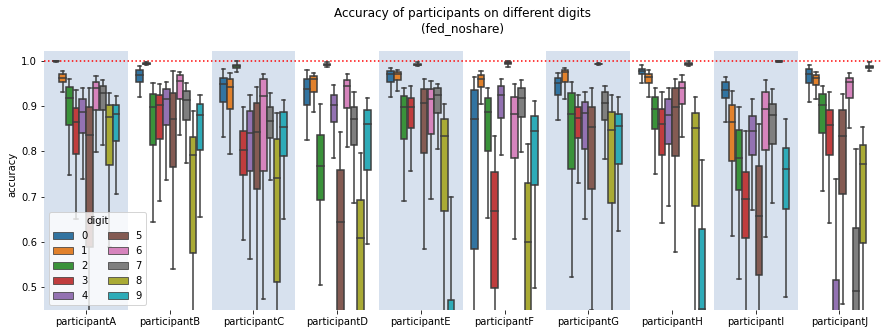 Accuracy of participants on different digits
(fed_noshare)
accuracy
1.0
0.9
0.8
0.7
0.6
0.5
digit
0 5
1 6
2 7
3 8
4 9
participantA participantB participantC participantD participantE participantF participantG participantH participantI participantJ